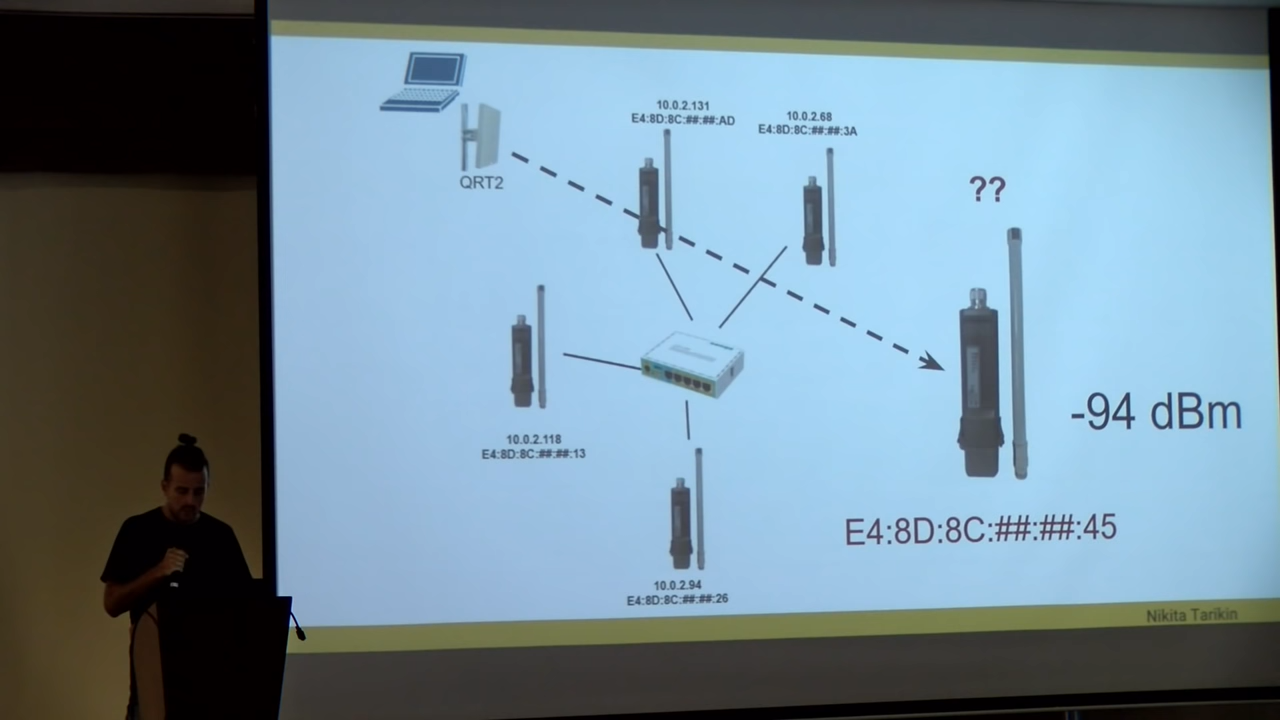 10.0.2.131
E4:8D:8C:##:##:AD
10.0.2.68
E4:8D:8C:##:##:3A
QRT2
??
-94 dBm
10.0.2.118
E4:8D:8C:##:##:13
E4:8D:8C:##:##:45
10.0.2.94
E4:8D:8C:##:##:26
Nikita Tarikin